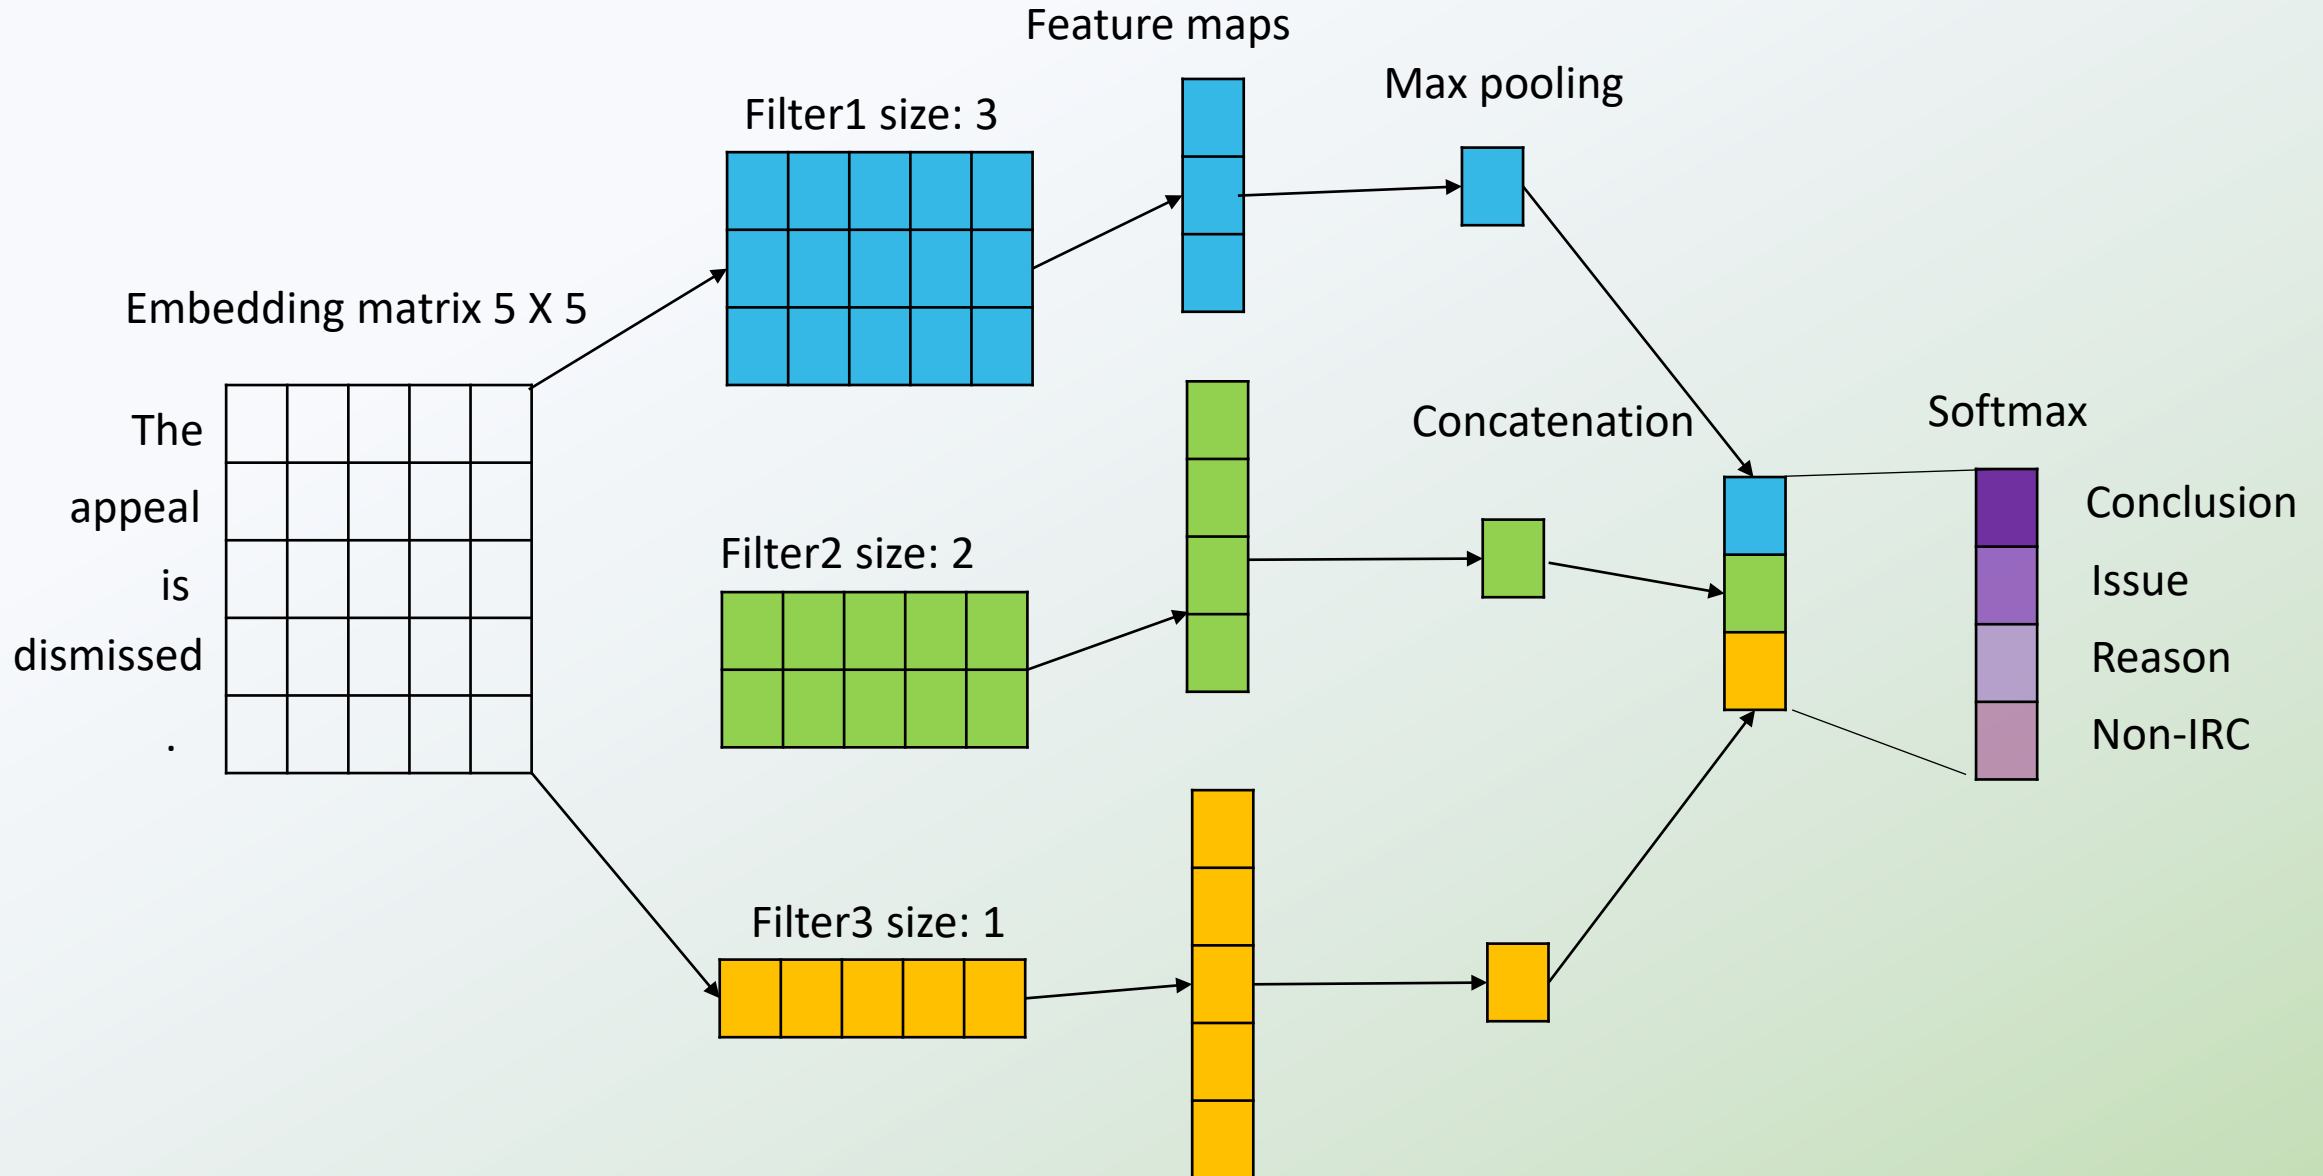 Feature maps
Max pooling
Filter1 size: 3
Embedding matrix 5 X 5
The
appeal
is
dismissed
.
Filter2 size: 2
Concatenation
Softmax
Conclusion
Issue
Reason
Non-IRC
Filter3 size: 1